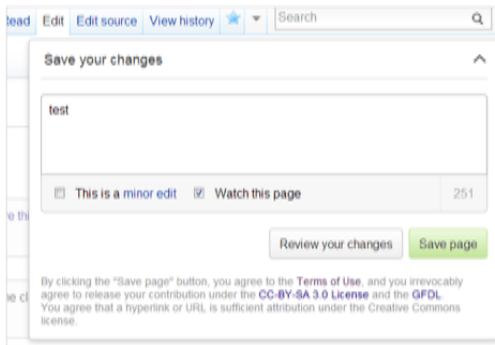 Read Edit Edit source View history Search
Save your changes
test
This is a minor edit Watch this page 251
Review your changes Save page
By clicking the "Save page" button, you agree to the Terms of Use, and you irrevocably
agree to release your contribution under the CC-BY-SA 3.0 License and the GFDL.
You agree that a hyperlink or URL is sufficient attribution under the Creative Commons
license.